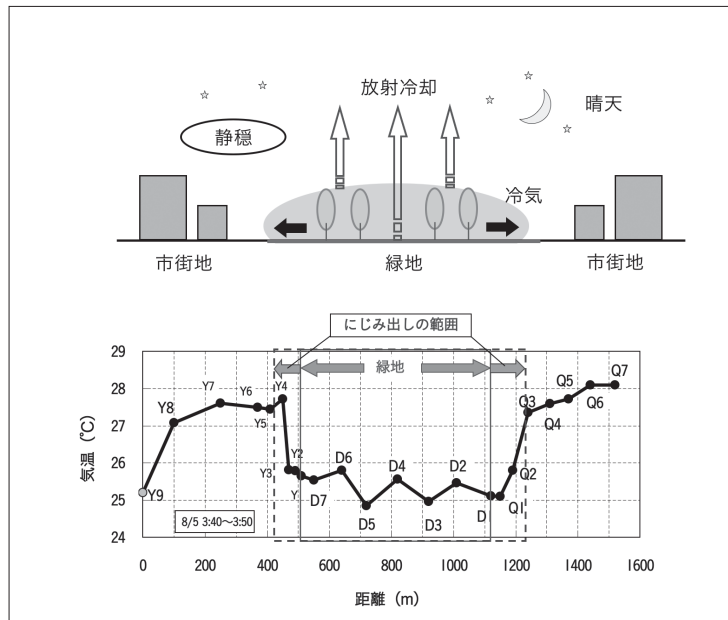 放射冷却
晴天
静穏
冷気
市街地
緑地
市街地
にじみ出しの範囲
緑地
気温 (℃)
29
28
27
26
25
24
Y9
Y8
Y7
Y6
Y5
Y4
Y3
Y2
Y
D7
D6
D5
D4
D3
D2
D
Q1
Q2
Q3
Q4
Q5
Q6
Q7
8/5 3:40～3:50
0 200 400 600 800 1000 1200 1400 1600
距離 (m)